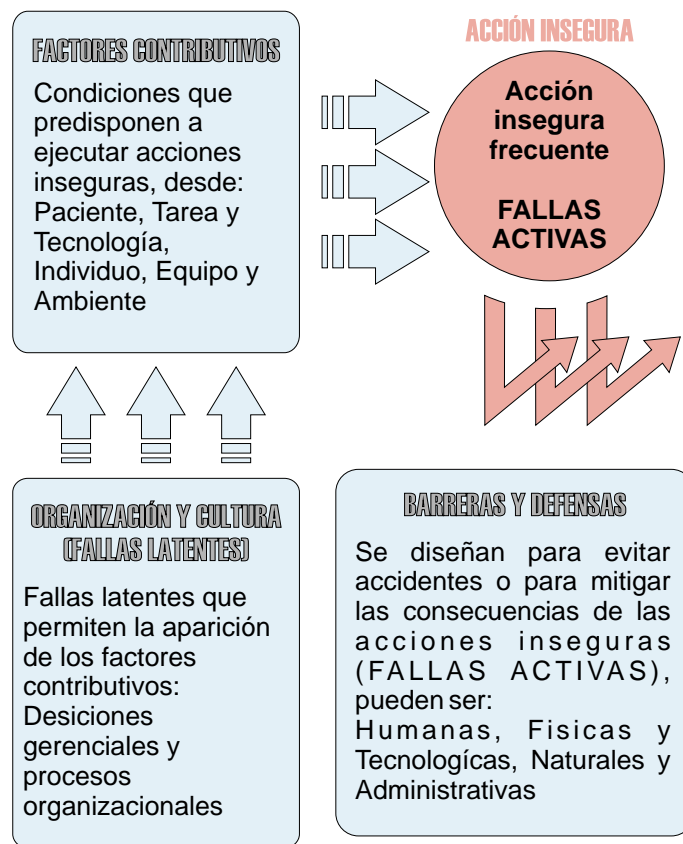 FACTORES CONTRIBUTIVOS
Condiciones que
predisponen a
ejecutar acciones
inseguras, desde:
Paciente, Tarea y
Tecnología,
Individuo, Equipo y
Ambiente
ACCIÓN INSEGURA
Acción
insegura
frecuente
FALLAS
ACTIVAS
ORGANIZACIÓN Y CULTURA
(FALLAS LATENTES)
Fallas latentes que
permiten la aparición
de los factores
contributivos:
Desiciones
gerenciales y
procesos
organizacionales
BARRERAS Y DEFENSAS
Se diseñan para evitar
accidentes o para mitigar
las consecuencias de las
acciones inseguras
(FALLAS ACTIVAS),
pueden ser:
Humanas, Fisicas y
Tecnologícas, Naturales y
Administrativas